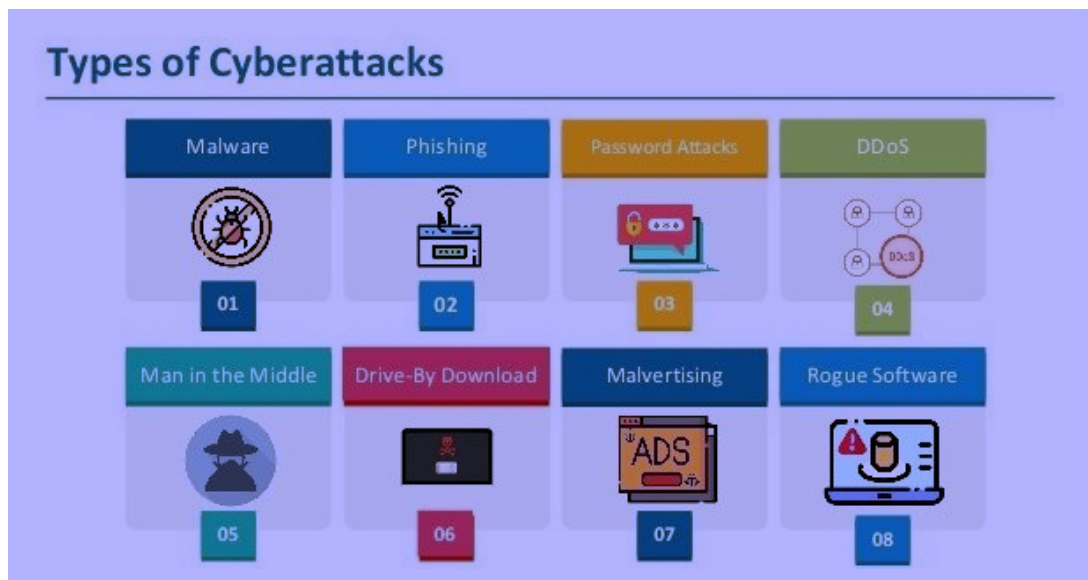 Types of Cyberattacks
Malware
Phishing
Password Attacks
DDoS
DDoS
01
02
03
04
Man in the Middle
Drive-By Download
Malvertising
Rogue Software
ADS
05
06
07
08